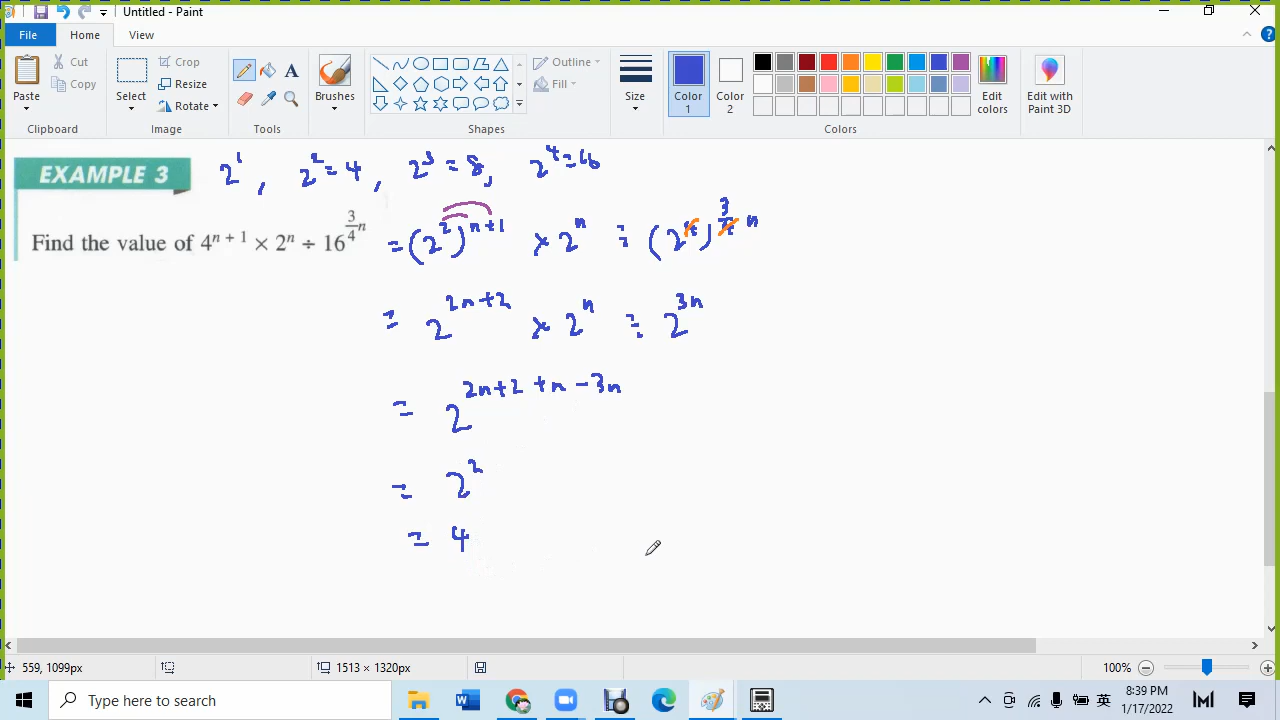 Untitled - Paint
File Home View
Paste Cut Copy Clipboard
Select Crop Resize Rotate Image
Tools
Brushes
Shapes Outline Fill
Size
Color 1 Color 2 Edit colors Colors
Edit with Paint 3D
EXAMPLE 3
2^1, 2^2=4, 2^3=8, 2^4=16
Find the value of 4^{n+1} × 2^n ÷ 16^{\frac{3}{4}n}
= (2^2)^{n+1} × 2^n ÷ (2^4)^{\frac{3}{4}n}
= 2^{2n+2} × 2^n ÷ 2^{3n}
= 2^{2n+2+n-3n}
= 2^2
= 4
559, 1099px 1513 × 1320px 100%
Type here to search 英 8:39 PM
1/17/2022